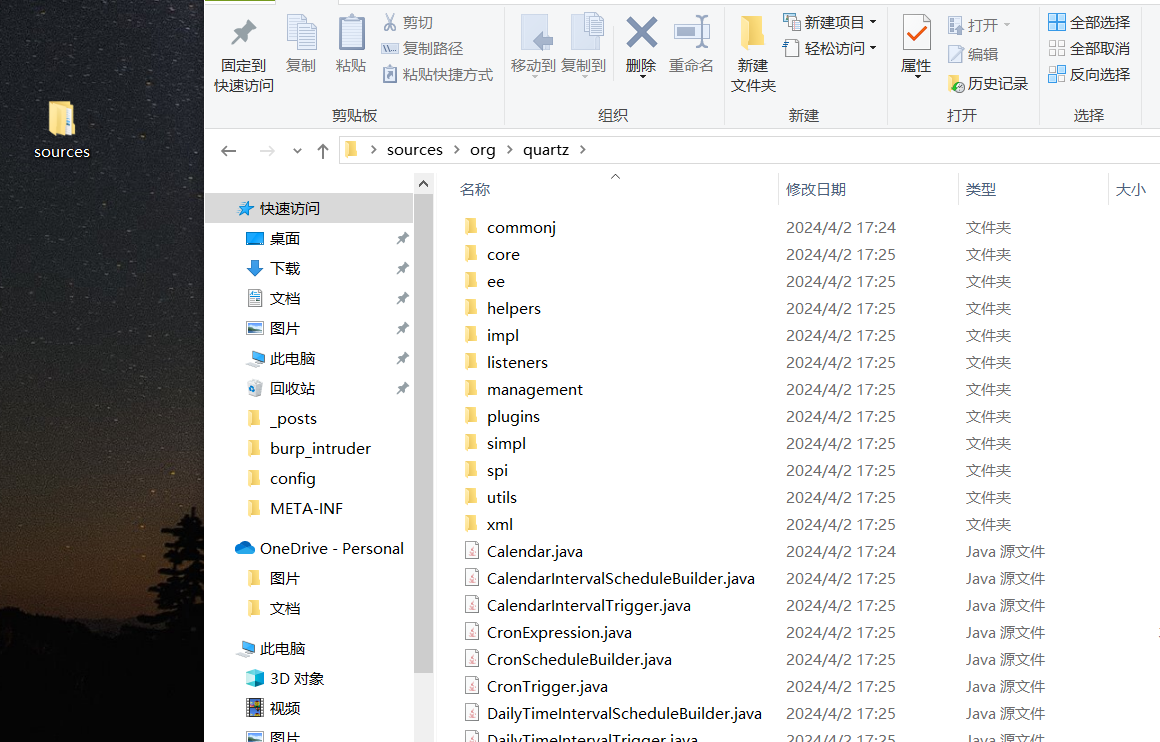 sources
固定到
快速访问
复制
粘贴
剪切
复制路径
粘贴快捷方式
剪贴板
移动到
复制到
删除
重命名
组织
新建
文件夹
新建项目
轻松访问
新建
属性
打开
编辑
历史记录
打开
全部选择
全部取消
反向选择
选择
sources
org
quartz
快速访问
桌面
下载
文档
图片
此电脑
回收站
_posts
burp_intruder
config
META-INF
OneDrive - Personal
图片
文档
此电脑
3D 对象
视频
图片
名称 修改日期 类型 大小
commonj 2024/4/2 17:24 文件夹
core 2024/4/2 17:25 文件夹
ee 2024/4/2 17:25 文件夹
helpers 2024/4/2 17:25 文件夹
impl 2024/4/2 17:25 文件夹
listeners 2024/4/2 17:25 文件夹
management 2024/4/2 17:25 文件夹
plugins 2024/4/2 17:25 文件夹
simpl 2024/4/2 17:25 文件夹
spi 2024/4/2 17:25 文件夹
utils 2024/4/2 17:25 文件夹
xml 2024/4/2 17:25 文件夹
Calendar.java 2024/4/2 17:24 Java 源文件
CalendarIntervalScheduleBuilder.java 2024/4/2 17:25 Java 源文件
CalendarIntervalTrigger.java 2024/4/2 17:25 Java 源文件
CronExpression.java 2024/4/2 17:25 Java 源文件
CronScheduleBuilder.java 2024/4/2 17:25 Java 源文件
CronTrigger.java 2024/4/2 17:25 Java 源文件
DailyTimeIntervalScheduleBuilder.java 2024/4/2 17:25 Java 源文件
DailyTimeIntervalTrigger.java 2024/4/2 17:25 Java 源文件